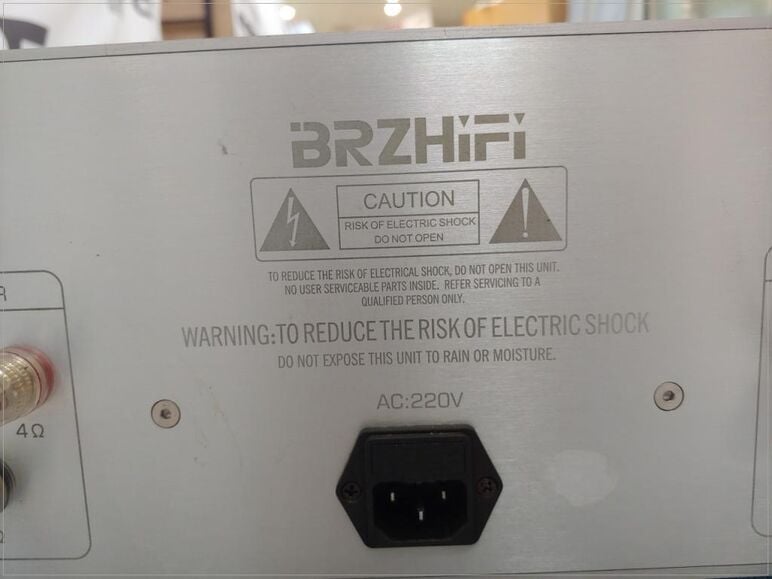 BRZHiFi
CAUTION
RISK OF ELECTRIC SHOCK
DO NOT OPEN
TO REDUCE THE RISK OF ELECTRICAL SHOCK, DO NOT OPEN THIS UNIT.
NO USER SERVICEABLE PARTS INSIDE. REFER SERVICING TO A
QUALIFIED PERSON ONLY.
WARNING:TO REDUCE THE RISK OF ELECTRIC SHOCK
DO NOT EXPOSE THIS UNIT TO RAIN OR MOISTURE.
AC:220V
R
4Ω
Ω